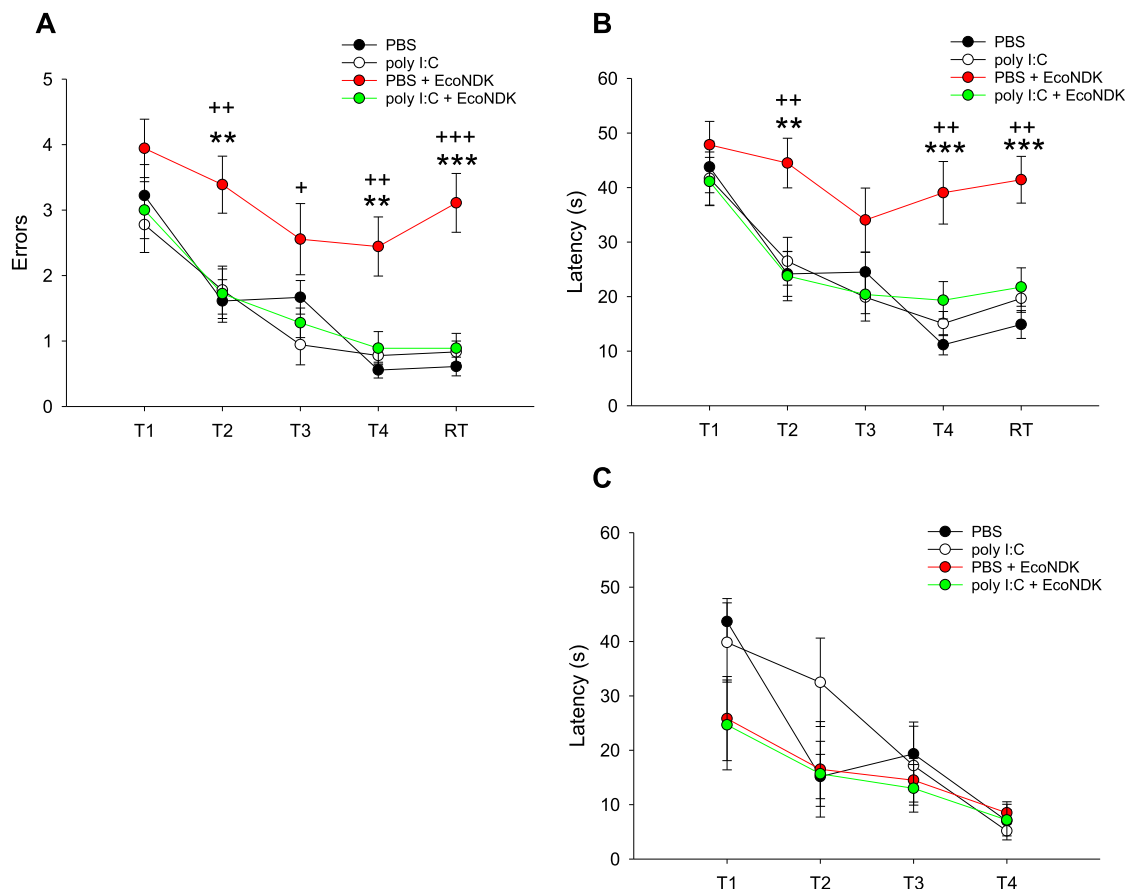 A
PBS
poly I:C
PBS + EcoNDK
poly I:C + EcoNDK
5
4
3
2
1
0
Errors
++
**
+
++
**
+++
***
T1 T2 T3 T4 RT
B
PBS
poly I:C
PBS + EcoNDK
poly I:C + EcoNDK
60
50
40
30
20
10
0
Latency (s)
++
**
++
***
++
***
T1 T2 T3 T4 RT
C
PBS
poly I:C
PBS + EcoNDK
poly I:C + EcoNDK
60
50
40
30
20
10
0
Latency (s)
T1 T2 T3 T4